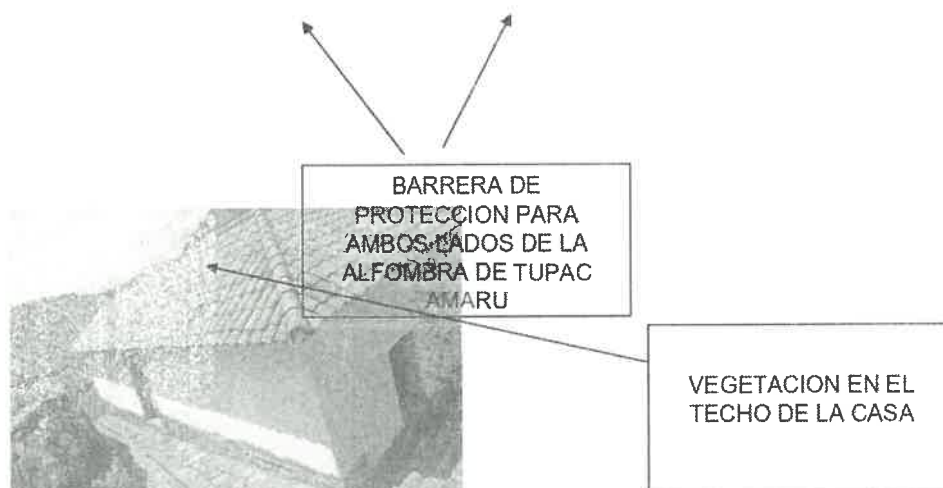 BARRERA DE
PROTECCION PARA
AMBOS LADOS DE LA
ALFOMBRA DE TUPAC
AMARU
VEGETACION EN EL
TECHO DE LA CASA